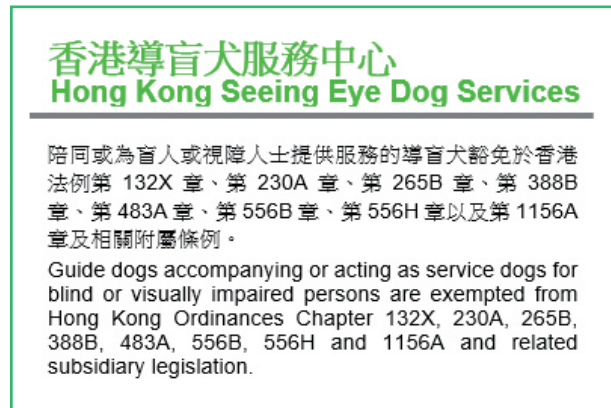 香港導盲犬服務中心
Hong Kong Seeing Eye Dog Services
陪同或為盲人或視障人士提供服務的導盲犬豁免於香港
法例第 132X 章、第 230A 章、第 265B 章、第 388B
章、第 483A 章、第 556B 章、第 556H 章以及第 1156A
章及相關附屬條例。
Guide dogs accompanying or acting as service dogs for
blind or visually impaired persons are exempted from
Hong Kong Ordinances Chapter 132X, 230A, 265B,
388B, 483A, 556B, 556H and 1156A and related
subsidiary legislation.